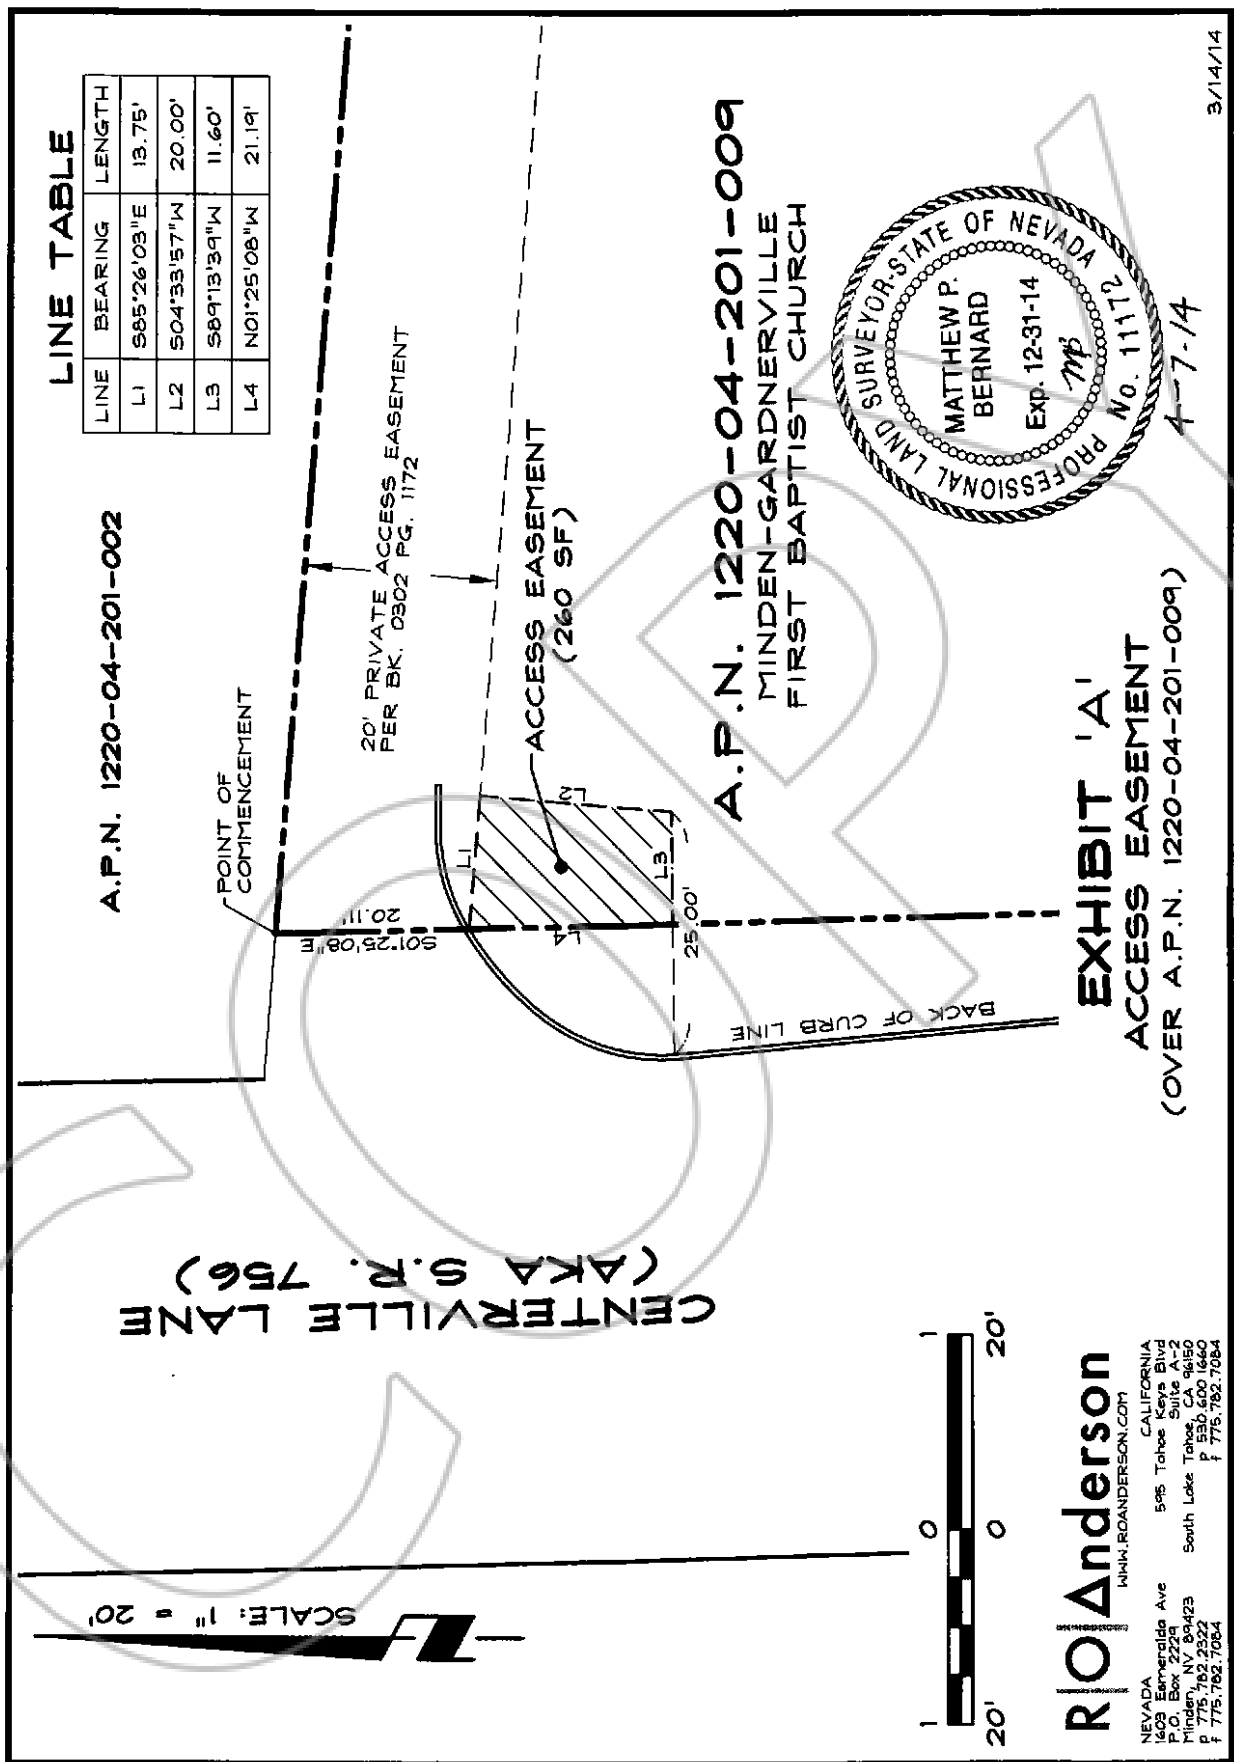 LINE TABLE
LINE BEARING LENGTH
L1 S85°26'03"E 13.75'
L2 S04°33'57"W 20.00'
L3 S89°13'39"W 11.60'
L4 N01°25'08"W 21.19'
A.P.N. 1220-04-201-002
POINT OF
COMMENCEMENT
20' PRIVATE ACCESS EASEMENT
PER BK. 0302 PG. 1172
S01°25'08"E
20.11'
L1
L2
L3
L4
25.00'
ACCESS EASEMENT
(260 SF)
BACK OF CURB LINE
A.P.N. 1220-04-201-009
MINDEN-GARDNERVILLE
FIRST BAPTIST CHURCH
CENTERVILLE LANE
(AKA S.R. 756)
SCALE: 1" = 20'
PROFESSIONAL LAND SURVEYOR-STATE OF NEVADA
MATTHEW P.
BERNARD
Exp. 12-31-14
No. 11172
4-7-14
EXHIBIT 'A'
ACCESS EASEMENT
(OVER A.P.N. 1220-04-201-009)
1 0 1
20' 0 20'
R|O|Anderson
WWW.ROANDERSON.COM
NEVADA
1603 Esmeralda Ave
P.O. Box 2229
Minden, NV 89423
p 775.782.2322
f 775.782.7084
CALIFORNIA
595 Tahoe Keys Blvd
Suite A-2
South Lake Tahoe, CA 96150
p 530.600.1660
f 775.782.7084
3/14/14
COPY